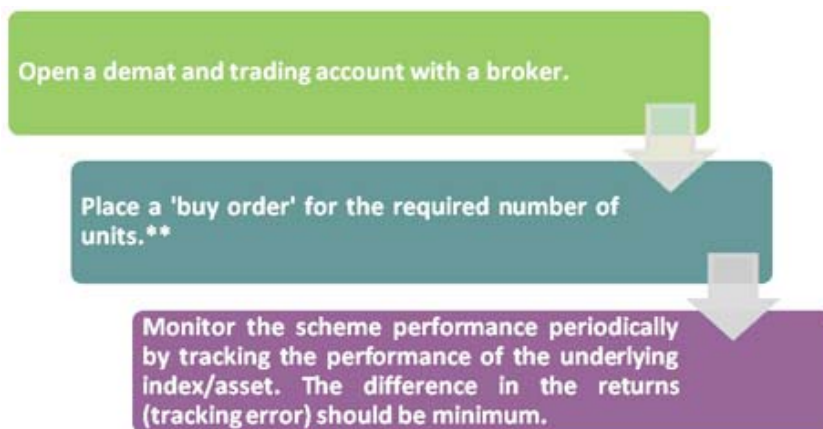 Open a demat and trading account with a broker.
Place a 'buy order' for the required number of
units.**
Monitor the scheme performance periodically
by tracking the performance of the underlying
index/asset. The difference in the returns
(tracking error) should be minimum.